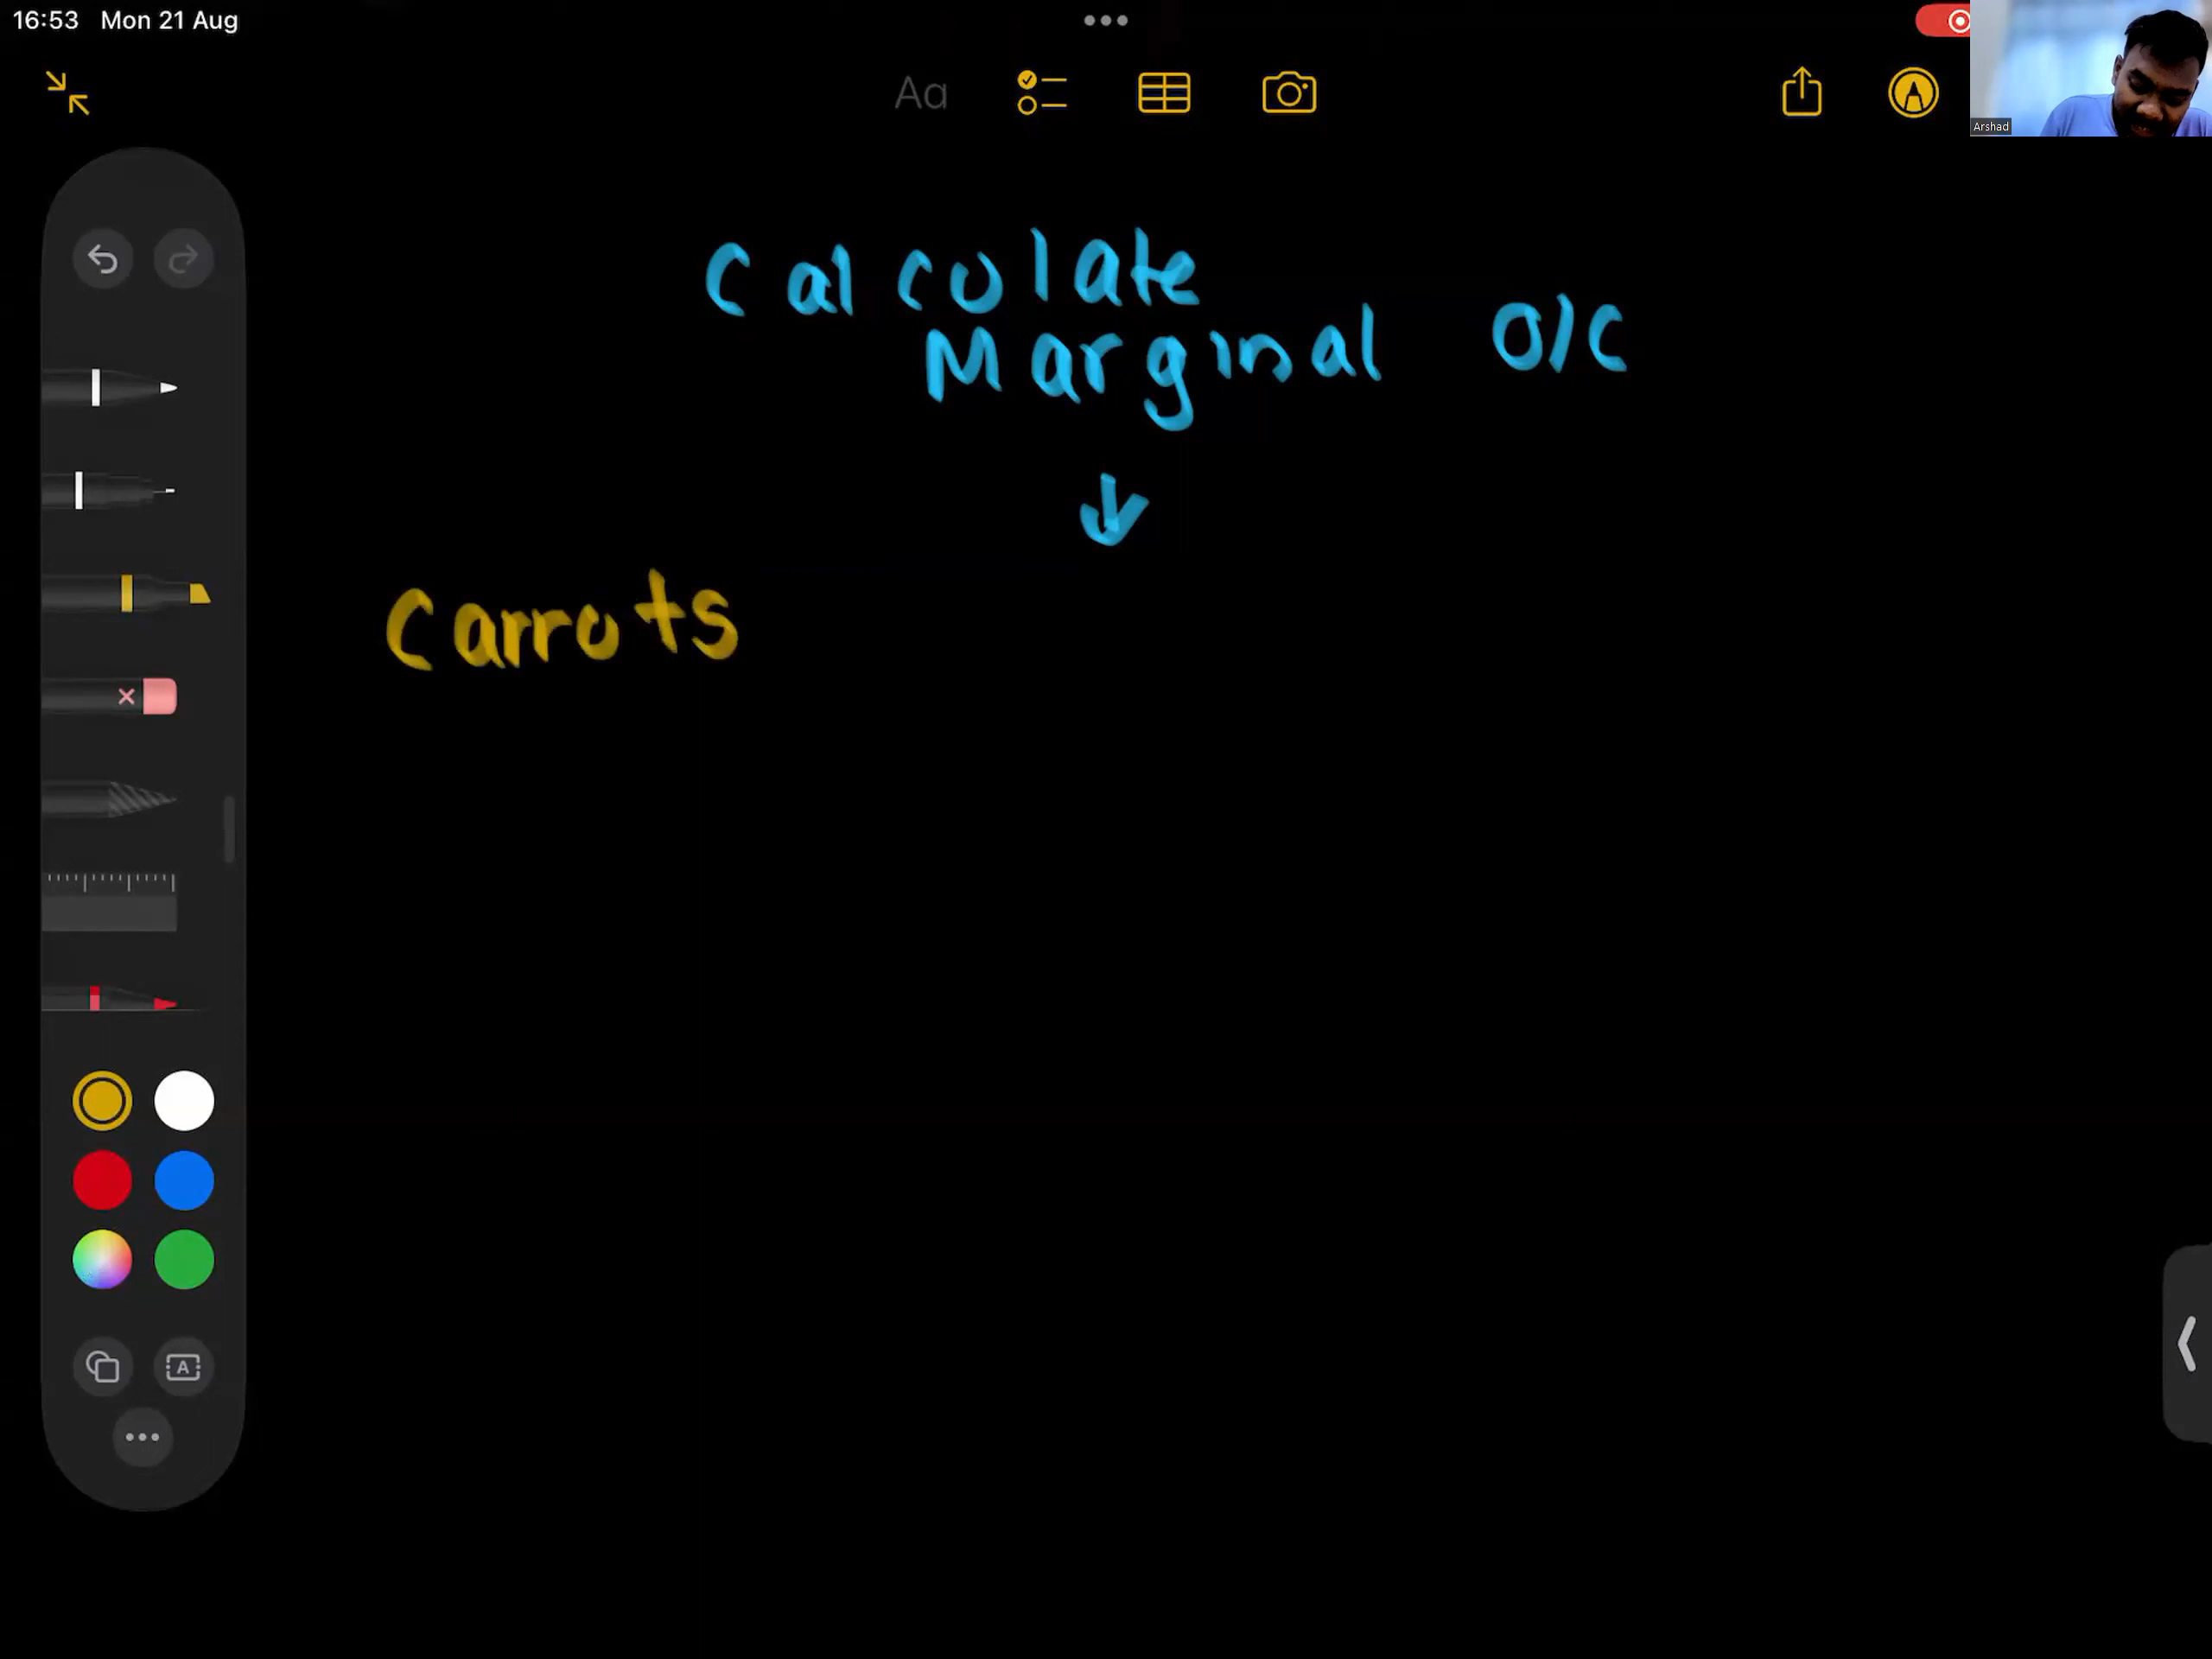 16:53 Mon 21 Aug
Aa
Arshad
Calculate
Marginal O/C
Carrots
A